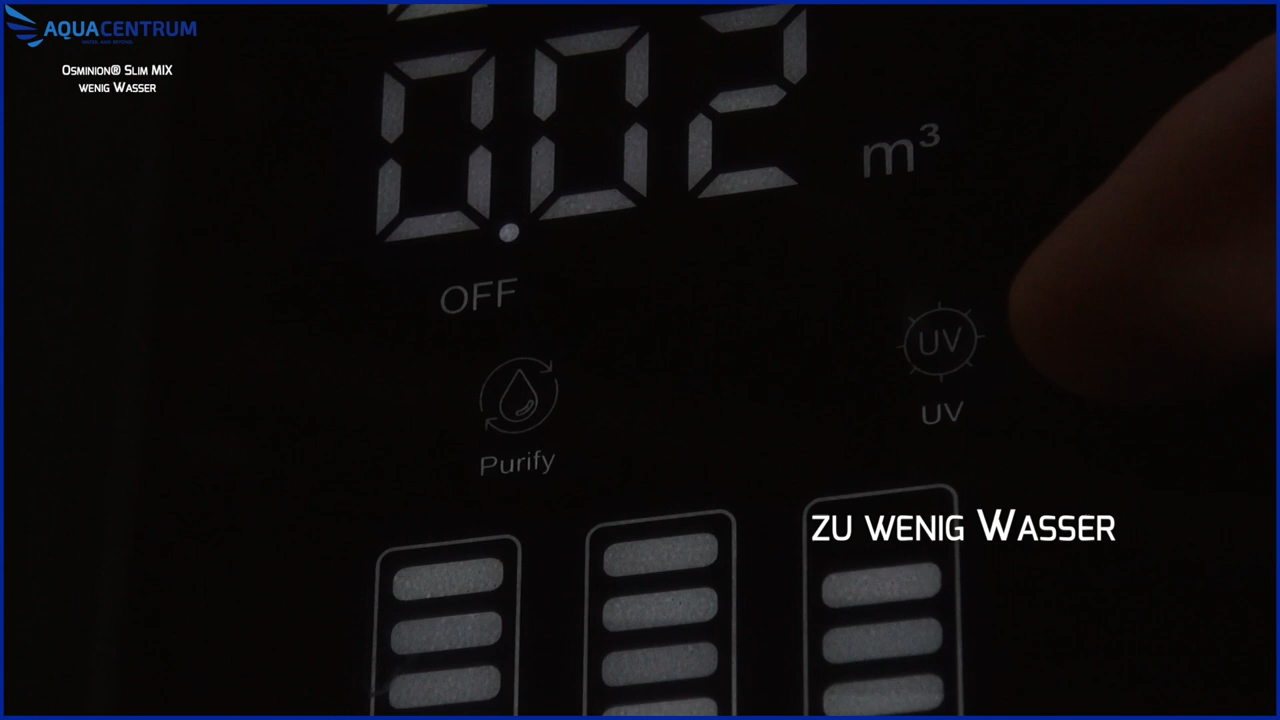 AQUACENTRUM
Osminion® Slim MIX
wenig Wasser
0.02 m³
OFF
UV
UV
Purify
zu wenig Wasser